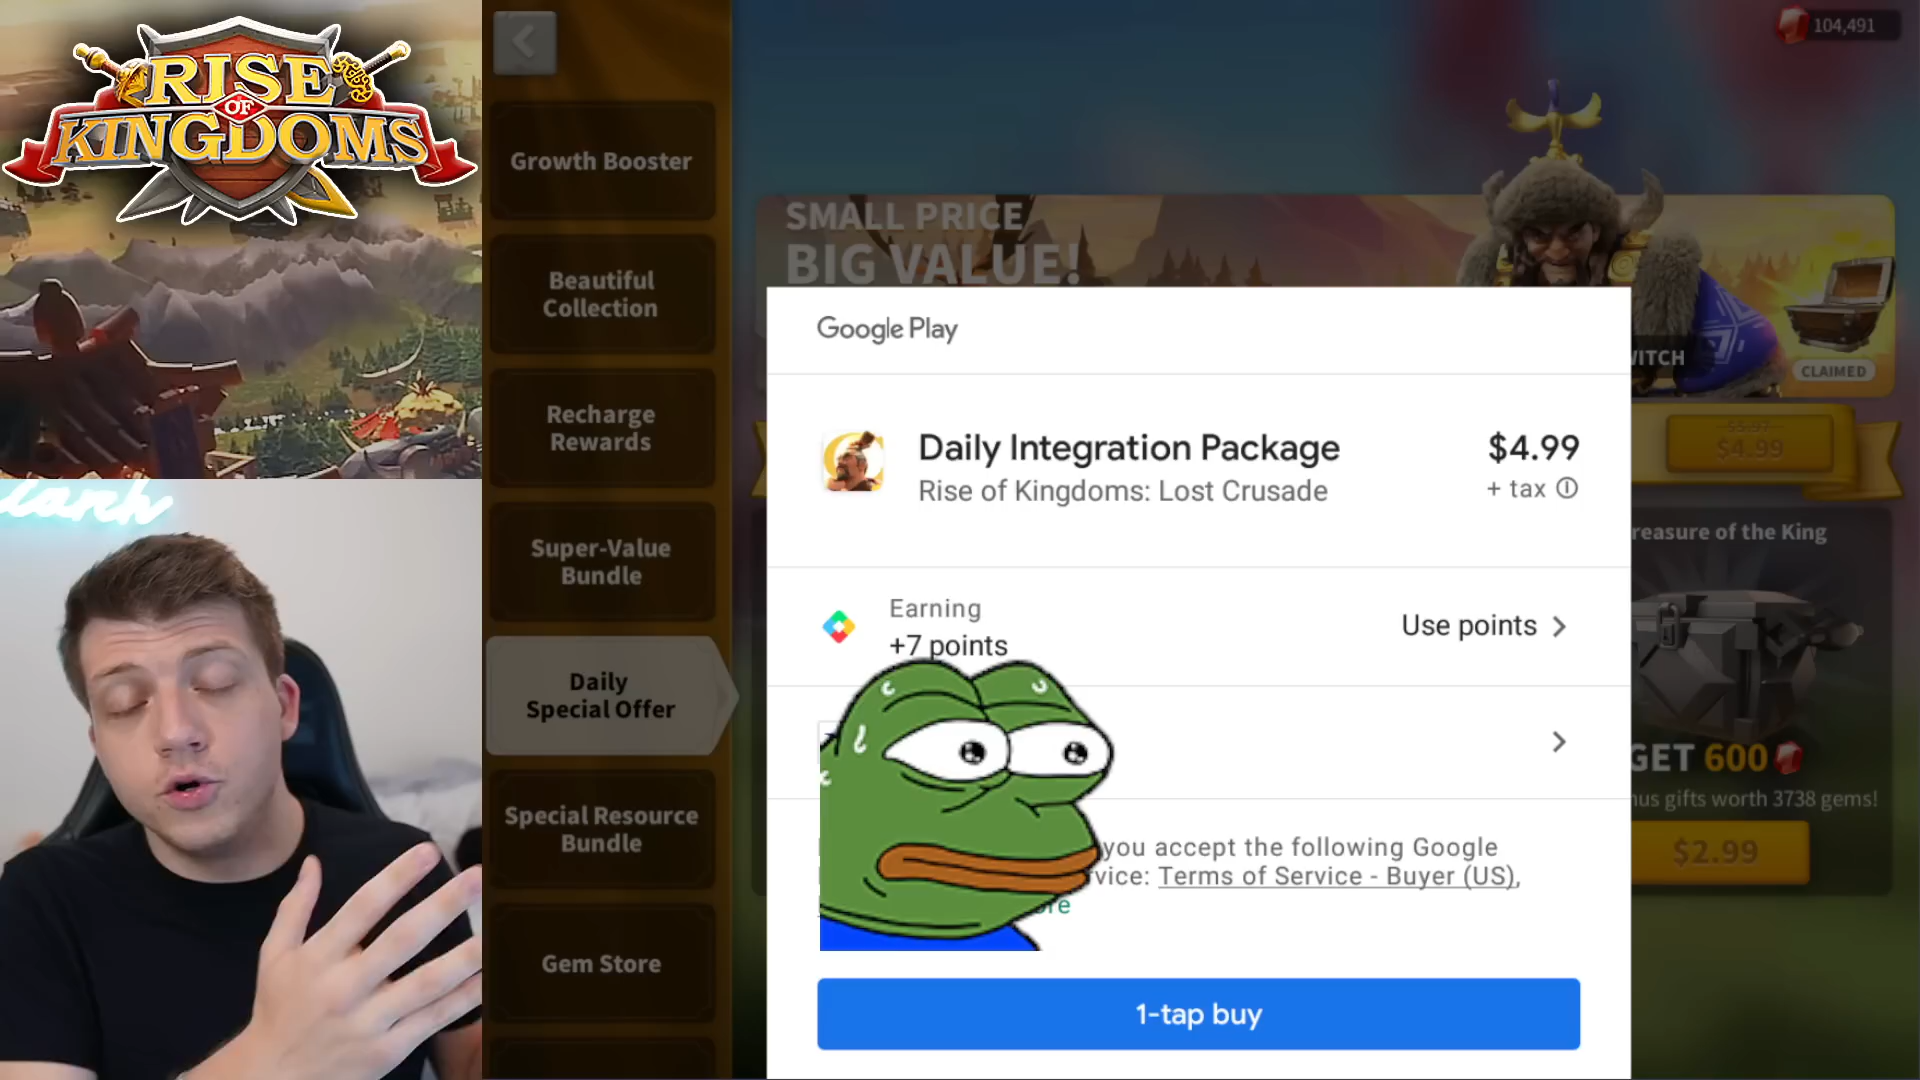 RISE
OF
KINGDOMS
Growth Booster
Beautiful
Collection
Recharge
Rewards
Super-Value
Bundle
Daily
Special Offer
Special Resource
Bundle
Gem Store
104,491
SMALL PRICE
BIG VALUE!
CLAIMED
$4.99
reasure of the King
GET 600
nus gifts worth 3738 gems!
$2.99
Google Play
Daily Integration Package
$4.99
Rise of Kingdoms: Lost Crusade
+ tax
Earning
+7 points
Use points
you accept the following Google
rvice: Terms of Service - Buyer (US),
1-tap buy